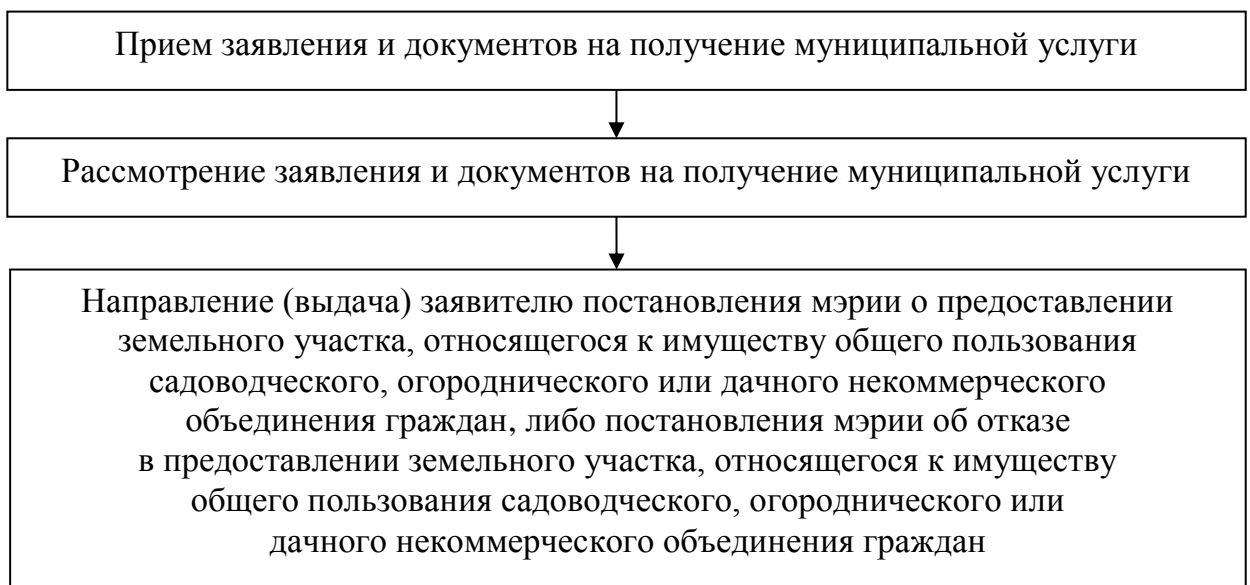 Прием заявления и документов на получение муниципальной услуги
Рассмотрение заявления и документов на получение муниципальной услуги
Направление (выдача) заявителю постановления мэрии о предоставлении
земельного участка, относящегося к имуществу общего пользования
садоводческого, огороднического или дачного некоммерческого
объединения граждан, либо постановления мэрии об отказе
в предоставлении земельного участка, относящегося к имуществу
общего пользования садоводческого, огороднического или
дачного некоммерческого объединения граждан